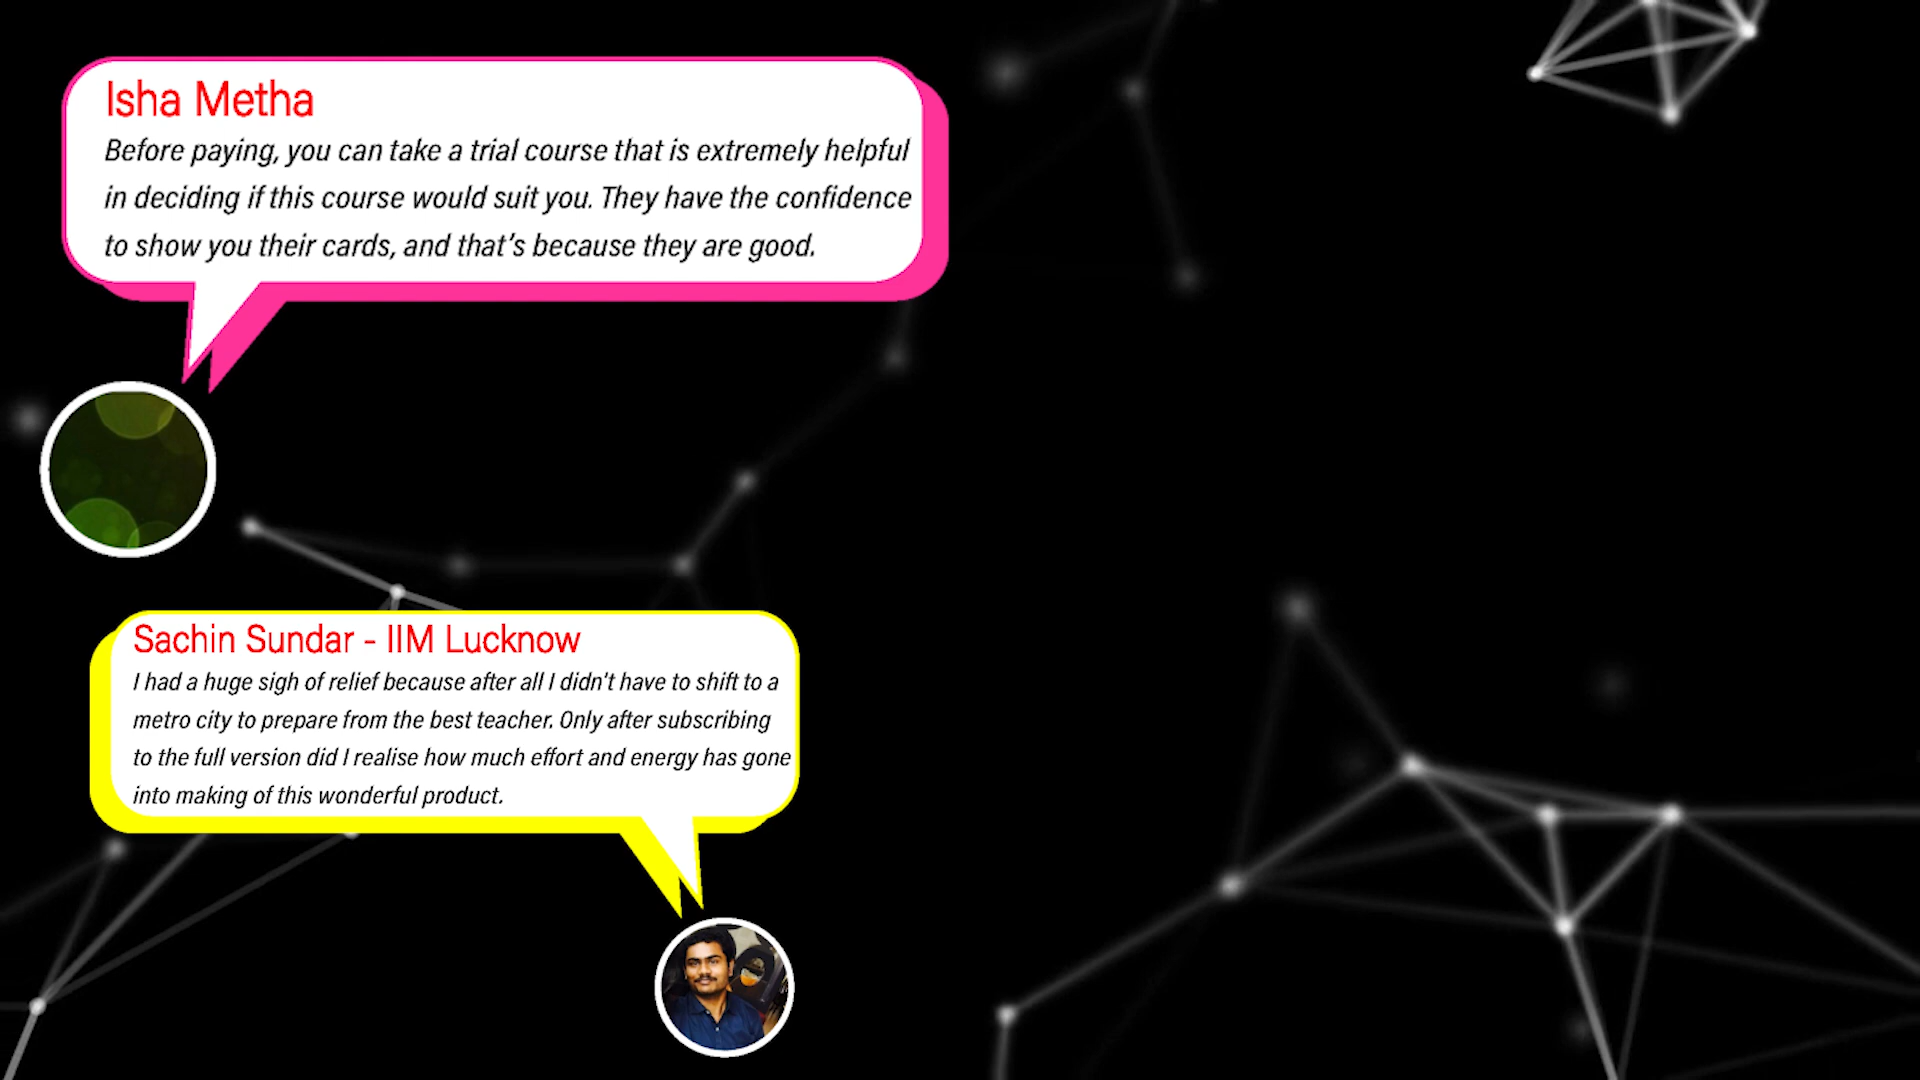 Isha Metha
Before paying, you can take a trial course that is extremely helpful
in deciding if this course would suit you. They have the confidence
to show you their cards, and that's because they are good.
Sachin Sundar - IIM Lucknow
I had a huge sigh of relief because after all I didn't have to shift to a
metro city to prepare from the best teacher. Only after subscribing
to the full version did I realise how much effort and energy has gone
into making of this wonderful product.